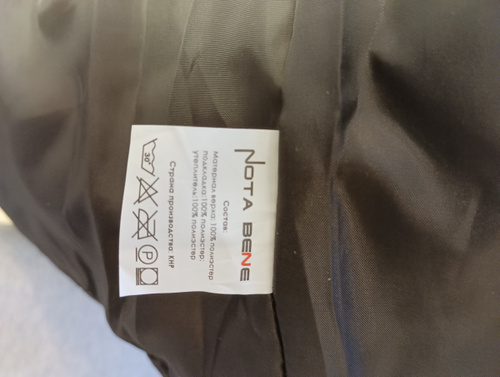 NOTA BENE
Состав:
Материал верха: 100% полиэстер
подкладка: 100% полиэстер;
утеплитель: 100% полиэстер
30°
P
Страна производства: КНР